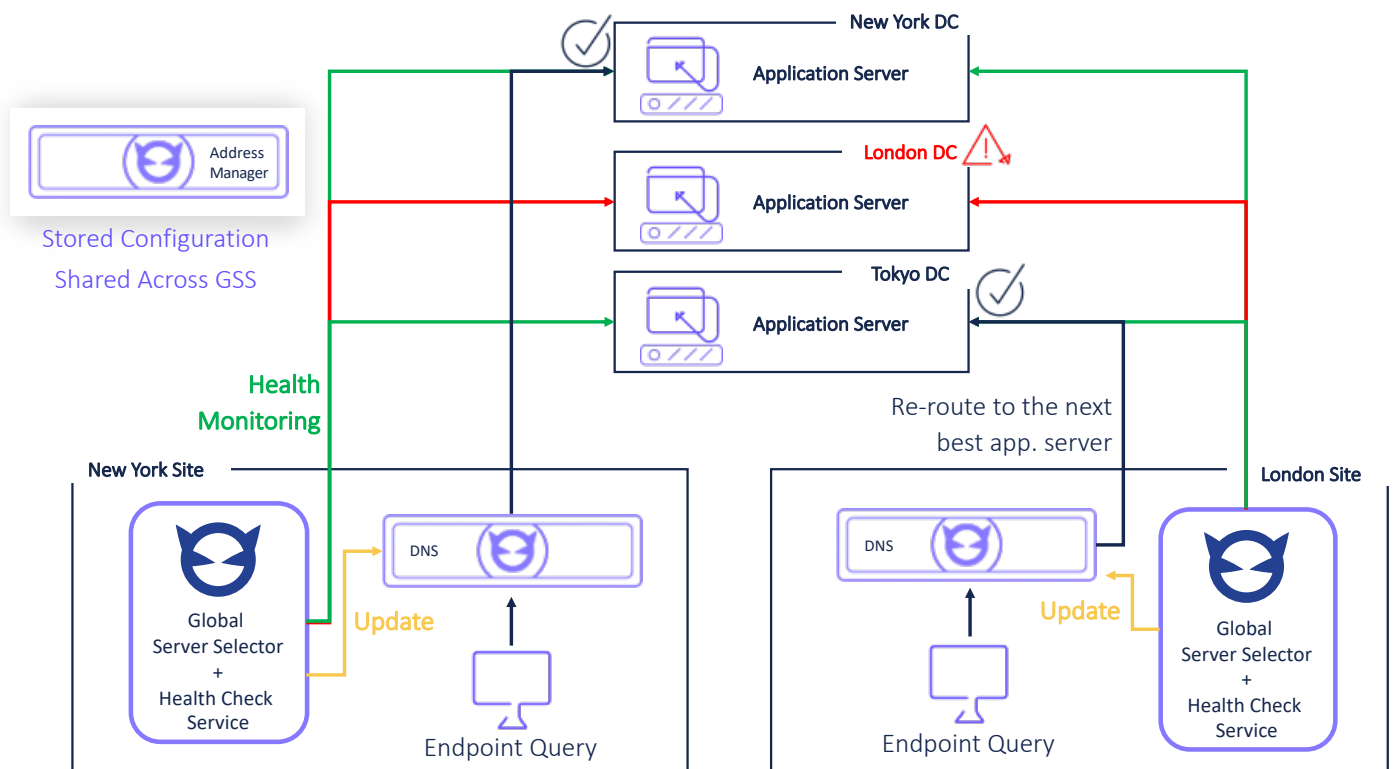 New York DC
Application Server
Address
Manager
Stored Configuration
Shared Across GSS
London DC
Application Server
Tokyo DC
Application Server
Health
Monitoring
Re-route to the next
best app. server
New York Site
DNS
Update
Global
Server Selector
+
Health Check
Service
Endpoint Query
London Site
DNS
Update
Global
Server Selector
+
Health Check
Service
Endpoint Query